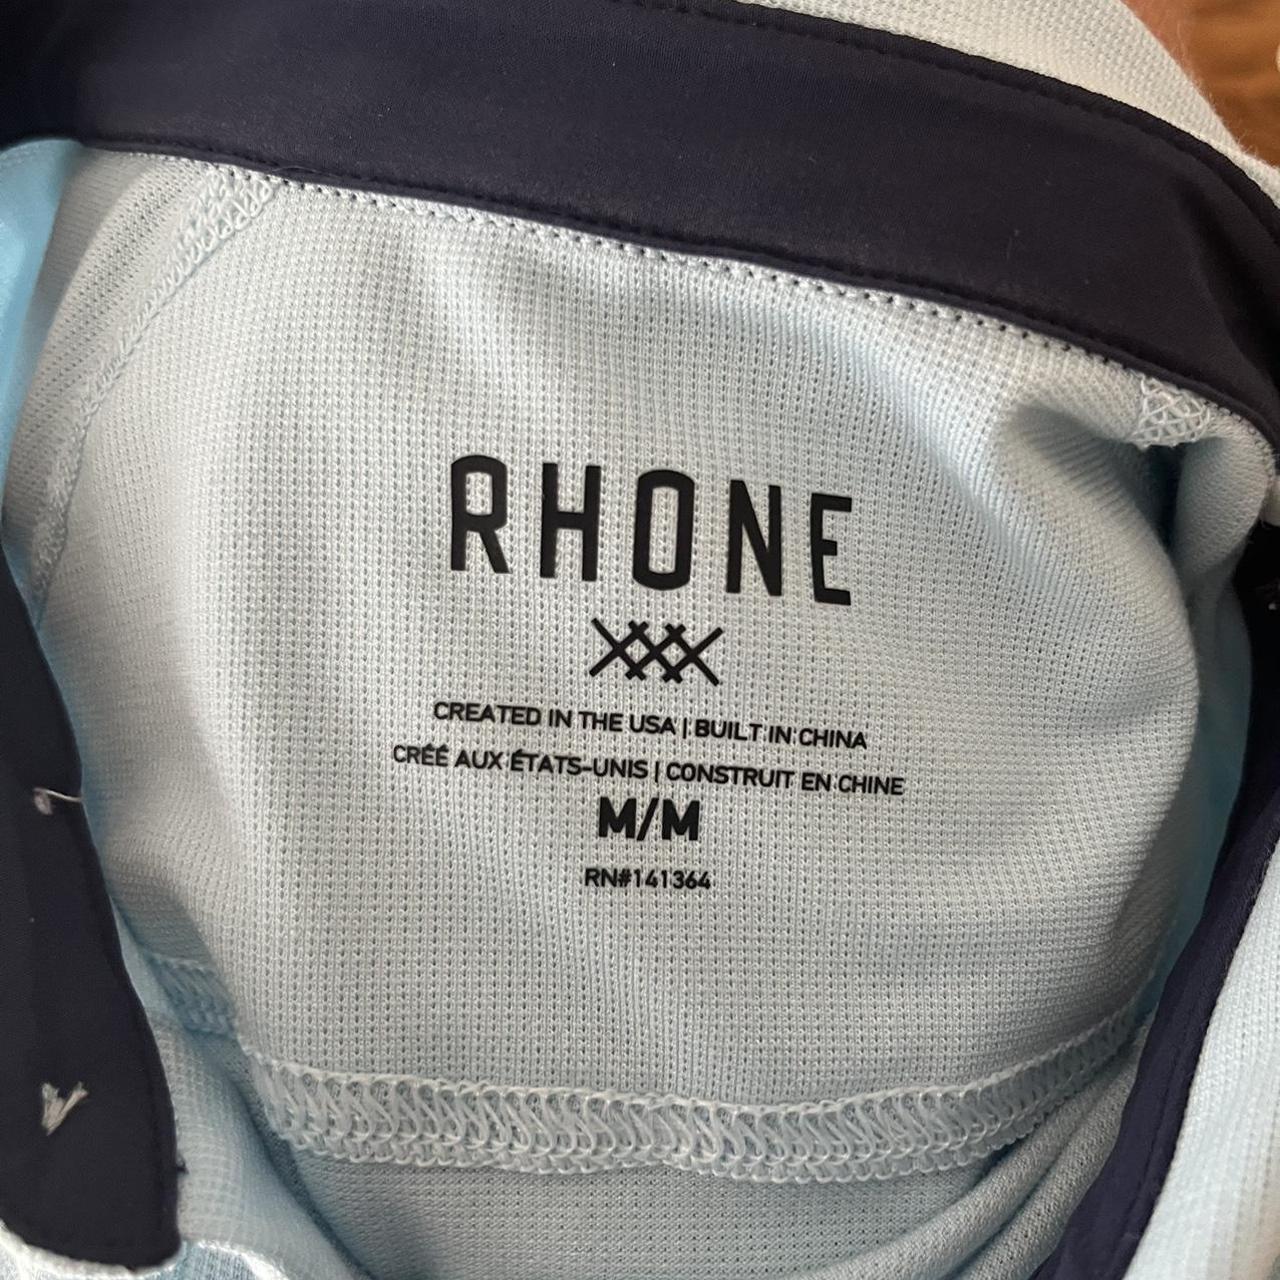 RHONE
CREATED IN THE USA | BUILT IN CHINA
CRÉÉ AUX ÉTATS-UNIS | CONSTRUIT EN CHINE
M/M
RN#141364